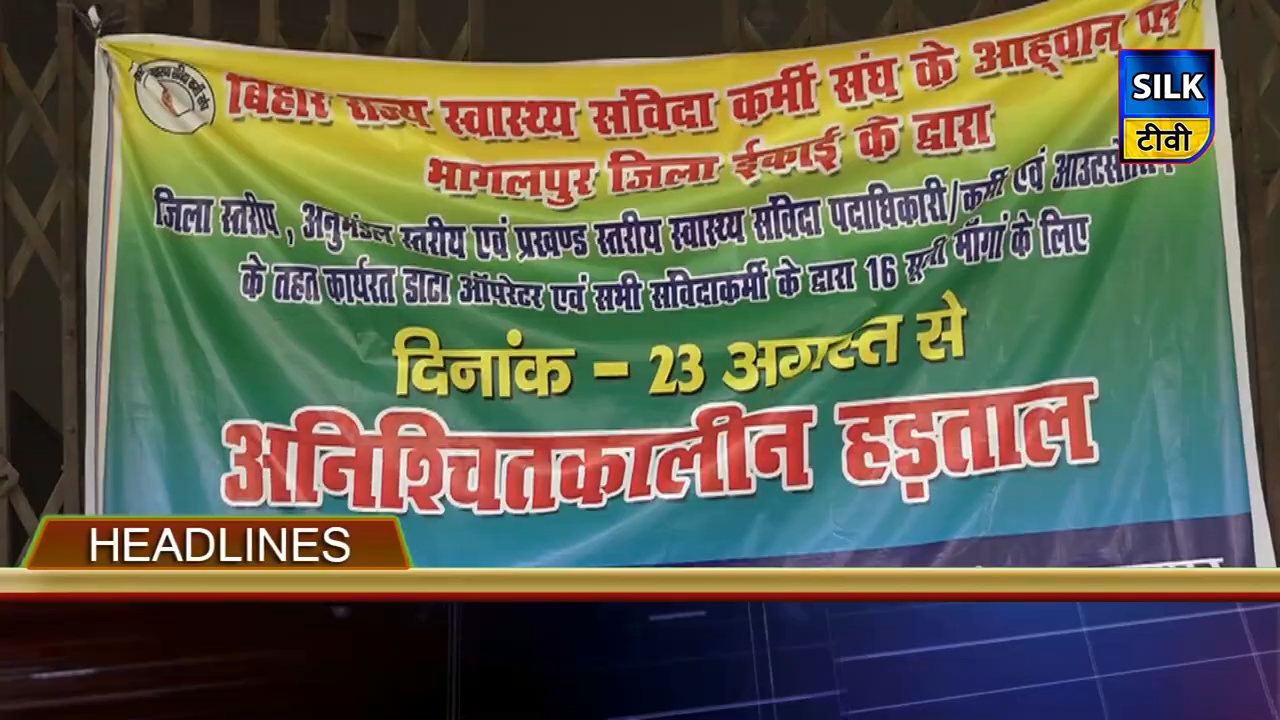 बिहार राज्य स्वास्थ्य संविदा कर्मी संघ के आह्वान पर
भागलपुर जिला ईकाई के द्वारा
जिला स्तरीय , अनुमंडल स्तरीय एवं प्रखण्ड स्तरीय स्वास्थ्य संविदा पदाधिकारी/कर्मी एवं
के तहत कार्यरत डाटा ऑपरेटर एवं सभी संविदाकर्मी के द्वारा 16 सूत्री माँगों के लिए
दिनांक - 23 अगस्त से
अनिश्चितकालीन हड़ताल
SILK
टीवी
HEADLINES